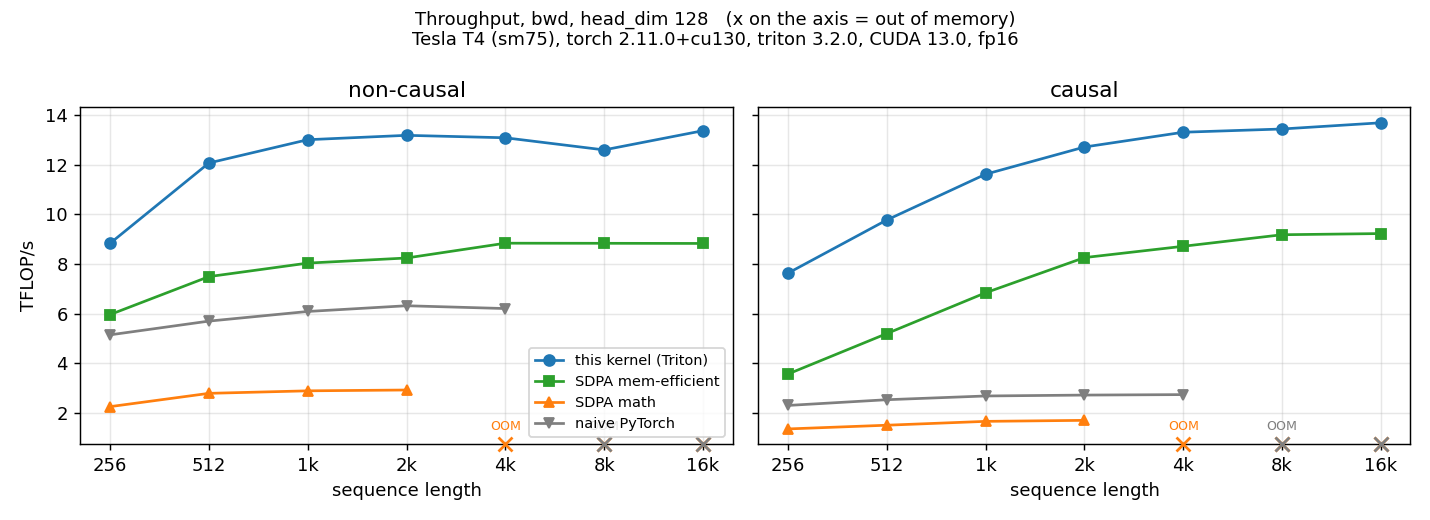 Throughput, bwd, head_dim 128   (x on the axis = out of memory)
Tesla T4 (sm75), torch 2.11.0+cu130, triton 3.2.0, CUDA 13.0, fp16
non-causal
TFLOP/s
14
12
10
8
6
4
2
this kernel (Triton)
SDPA mem-efficient
SDPA math
naive PyTorch
OOM
256 512 1k 2k 4k 8k 16k
sequence length
causal
OOM OOM
256 512 1k 2k 4k 8k 16k
sequence length